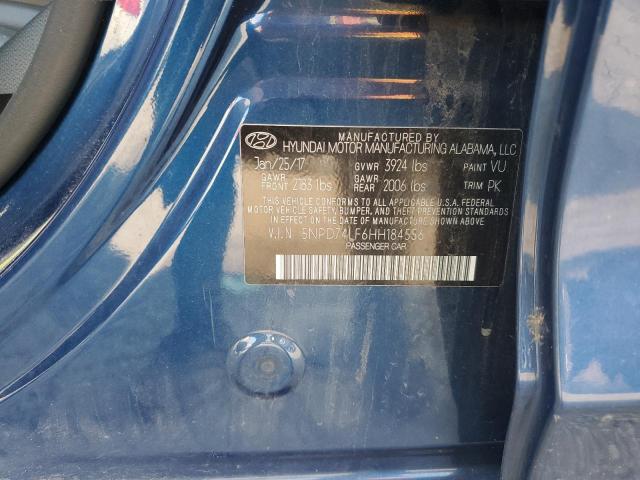 MANUFACTURED BY
HYUNDAI MOTOR MANUFACTURING ALABAMA, LLC
Jan/25/17 GVWR 3924 lbs PAINT VU
GAWR FRONT 2183 lbs GAWR REAR 2006 lbs TRIM PK
THIS VEHICLE CONFORMS TO ALL APPLICABLE U.S.A. FEDERAL
MOTOR VEHICLE SAFETY, BUMPER, AND THEFT PREVENTION STANDARDS
IN EFFECT ON THE DATE OF MANUFACTURE SHOWN ABOVE.
V.I.N 5NPD74LF6HH184556
PASSENGER CAR